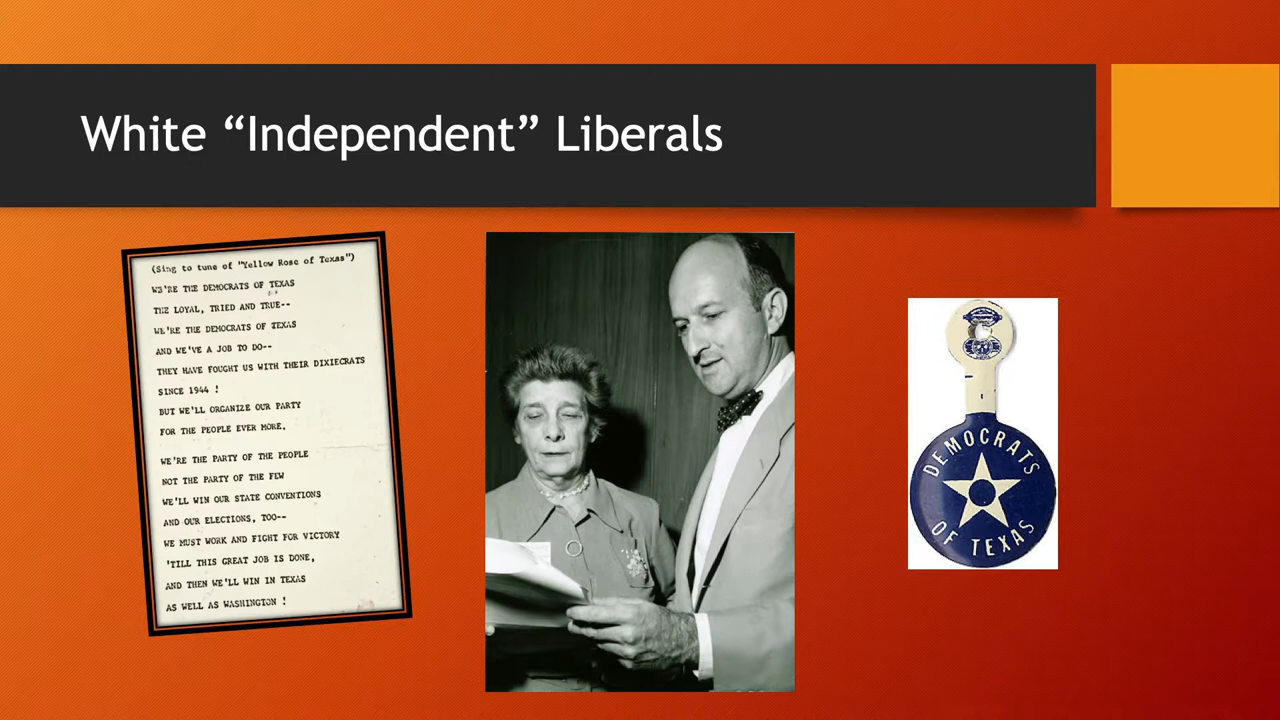 White “Independent” Liberals
(Sing to tune of "Yellow Rose of Texas")
WE'RE THE DEMOCRATS OF TEXAS
THE LOYAL, TRIED AND TRUE--
WE'RE THE DEMOCRATS OF TEXAS
AND WE'VE A JOB TO DO--
THEY HAVE FOUGHT US WITH THEIR DIXIECRATS
SINCE 1944 !
BUT WE'LL ORGANIZE OUR PARTY
FOR THE PEOPLE EVER MORE.
WE'RE THE PARTY OF THE PEOPLE
NOT THE PARTY OF THE FEW
WE'LL WIN OUR STATE CONVENTIONS
AND OUR ELECTIONS, TOO--
WE MUST WORK AND FIGHT FOR VICTORY
'TILL THIS GREAT JOB IS DONE,
AND THEN WE'LL WIN IN TEXAS
AS WELL AS WASHINGTON !
DEMOCRATS
OF TEXAS